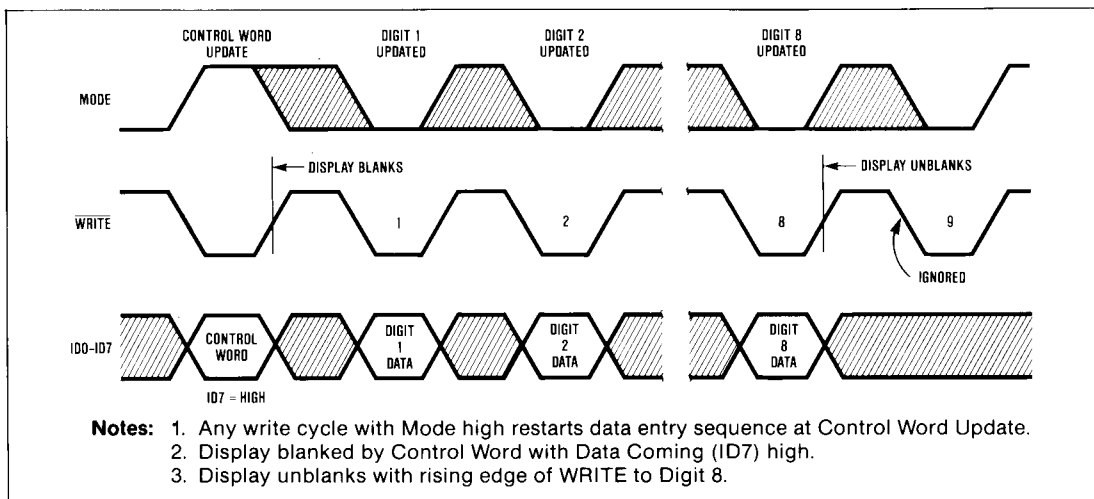 CONTROL WORD
UPDATE
DIGIT 1
UPDATED
DIGIT 2
UPDATED
DIGIT 8
UPDATED
MODE
DISPLAY BLANKS
DISPLAY UNBLANKS
WRITE
1
2
8
9
IGNORED
ID0-ID7
CONTROL
WORD
DIGIT
1
DATA
DIGIT
2
DATA
DIGIT
8
DATA
ID7 = HIGH
Notes: 1. Any write cycle with Mode high restarts data entry sequence at Control Word Update.
2. Display blanked by Control Word with Data Coming (ID7) high.
3. Display unblanks with rising edge of WRITE to Digit 8.